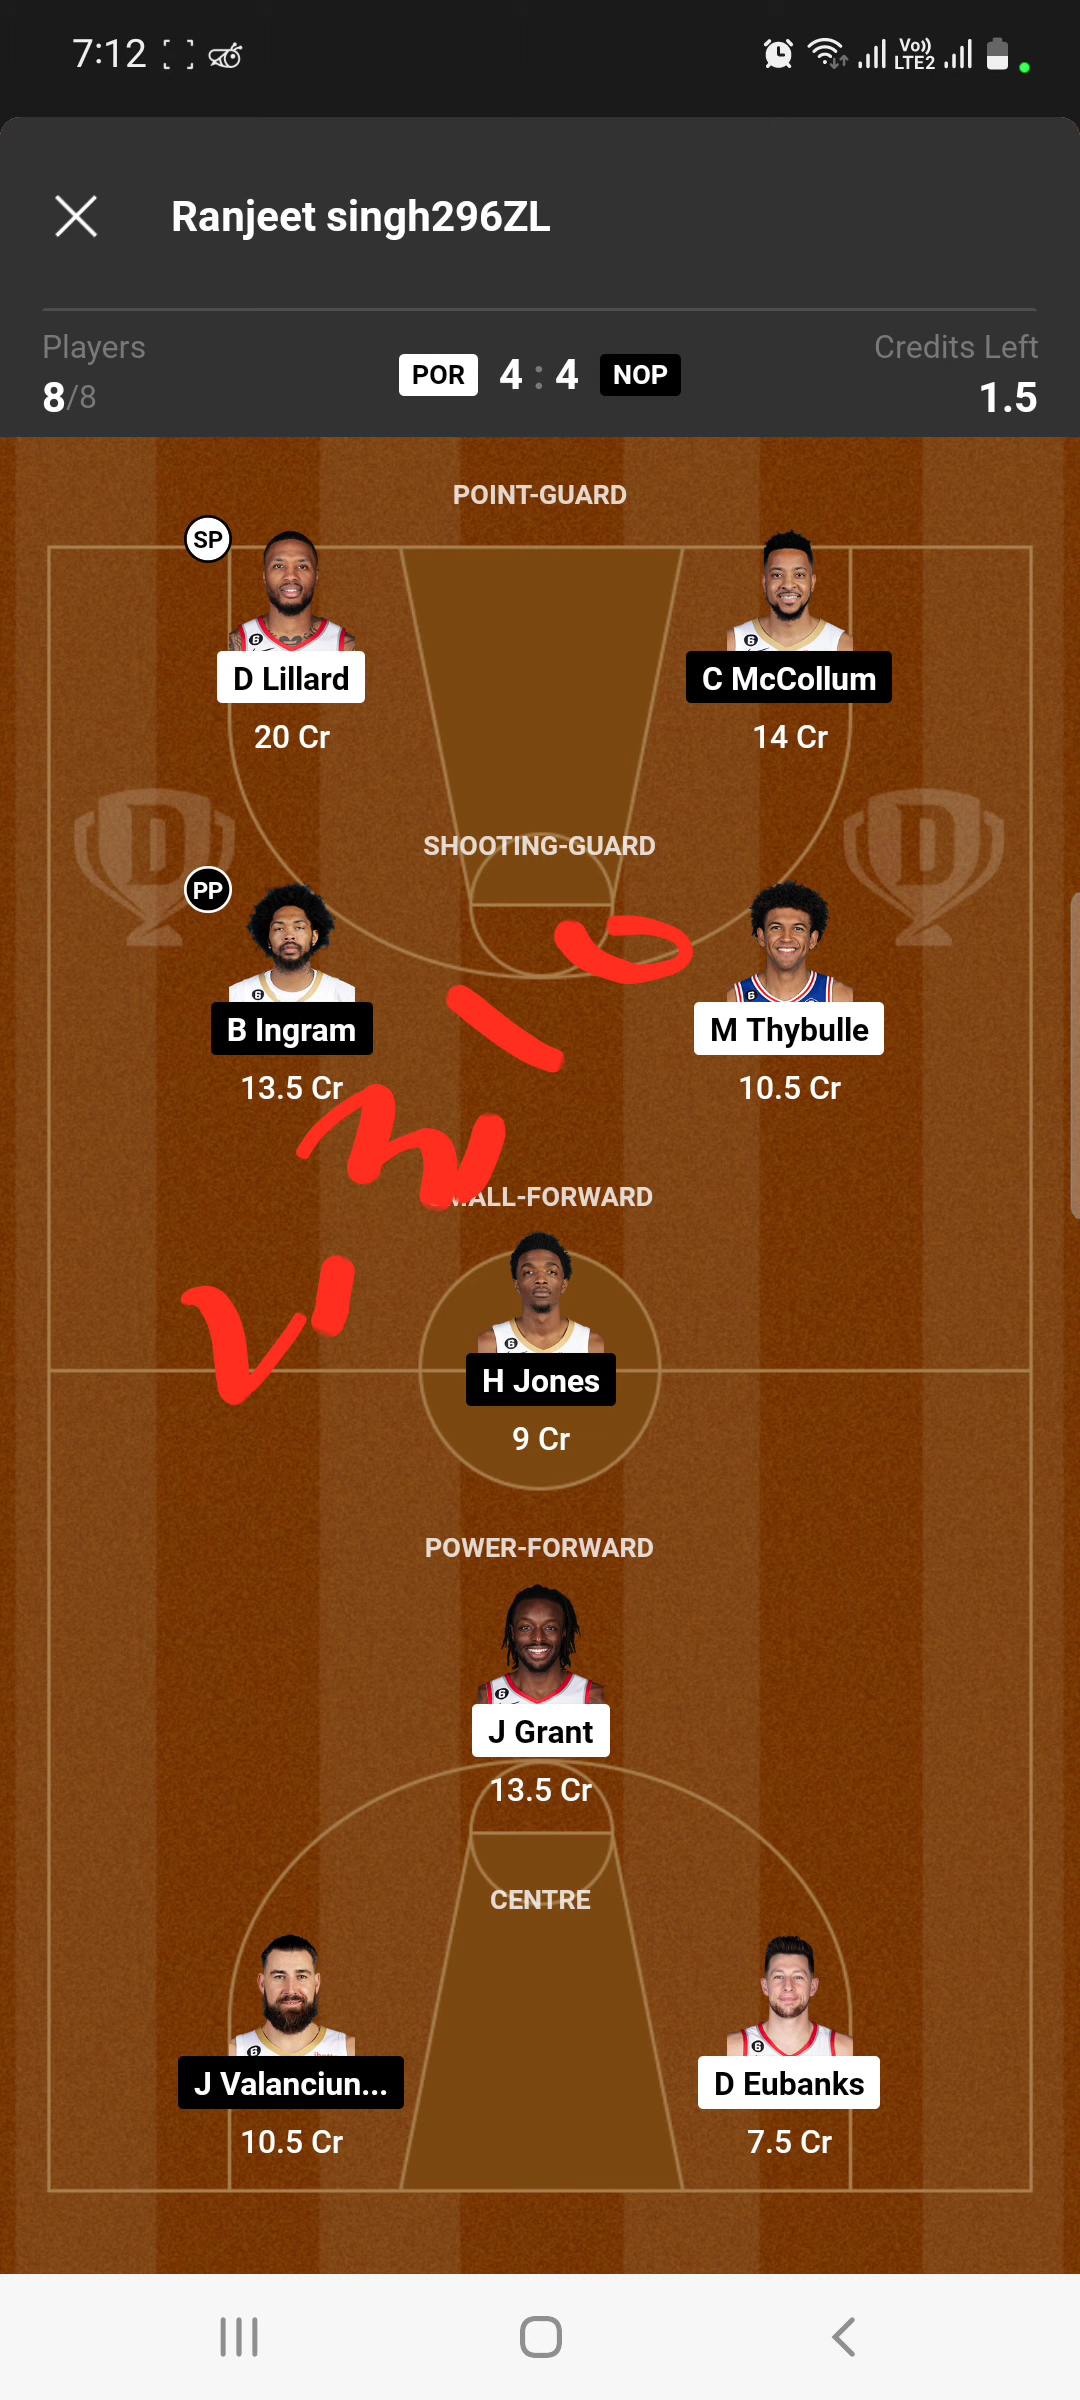 7:12 Vo)) LTE2
Ranjeet singh296ZL
Players Credits Left
8/8 POR 4 : 4 NOP 1.5
POINT-GUARD
SP
D Lillard C McCollum
20 Cr 14 Cr
SHOOTING-GUARD
PP
B Ingram M Thybulle
13.5 Cr 10.5 Cr
H Jones
9 Cr
POWER-FORWARD
J Grant
13.5 Cr
CENTRE
J Valanciun... D Eubanks
10.5 Cr 7.5 Cr